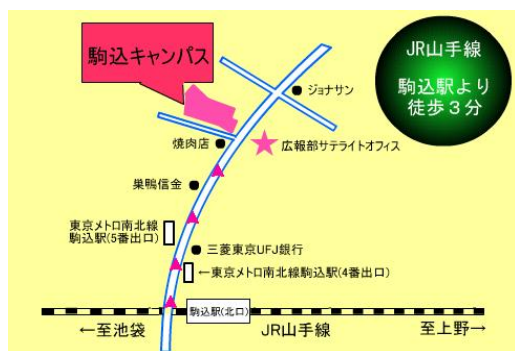 駒込キャンパス
JR山手線
駒込駅より
徒歩3分
ジョナサン
焼肉店
広報部サテライトオフィス
巣鴨信金
東京メトロ南北線
駒込駅(5番出口)
三菱東京UFJ銀行
←東京メトロ南北線駒込駅(4番出口)
駒込駅(北口)
←至池袋
JR山手線
至上野→